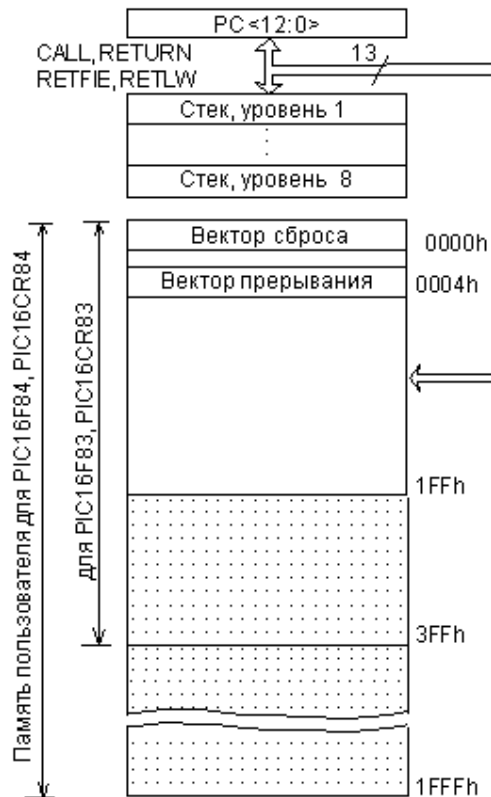 PC<12:0>
CALL, RETURN
RETFIE, RETLW
13
Стек, уровень 1
Стек, уровень 8
Вектор сброса
0000h
Вектор прерывания
0004h
1FFh
3FFh
1FFFh
Память пользователя для PIC16F84, PIC16CR84
для PIC16F83, PIC16CR83